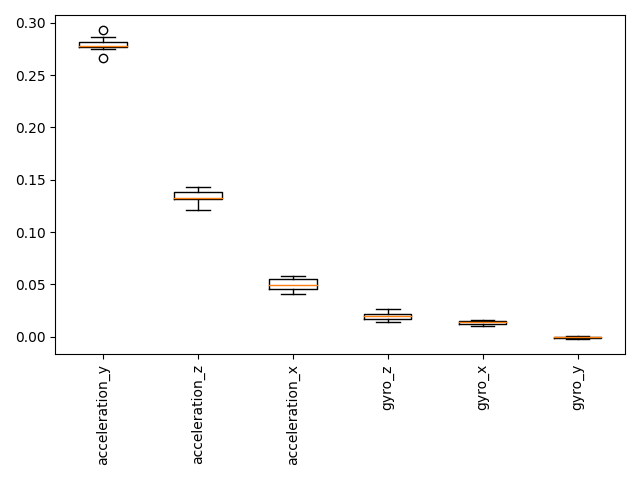 0.30
0.25
0.20
0.15
0.10
0.05
0.00
acceleration_y
acceleration_z
acceleration_x
gyro_z
gyro_x
gyro_y